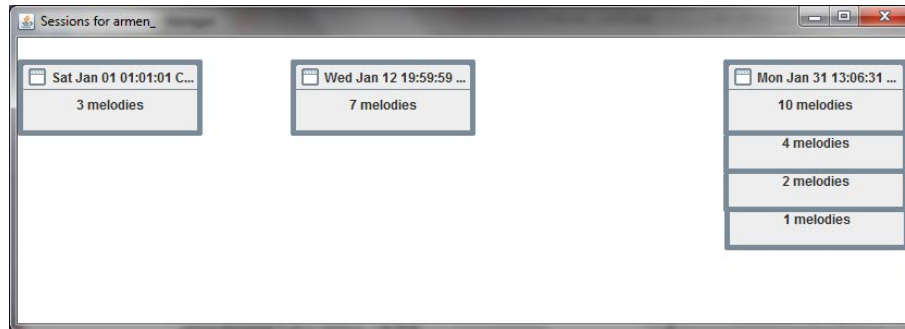 Sessions for armen_
Sat Jan 01 01:01:01 C...
3 melodies
Wed Jan 12 19:59:59 ...
7 melodies
Mon Jan 31 13:06:31 ...
10 melodies
4 melodies
2 melodies
1 melodies